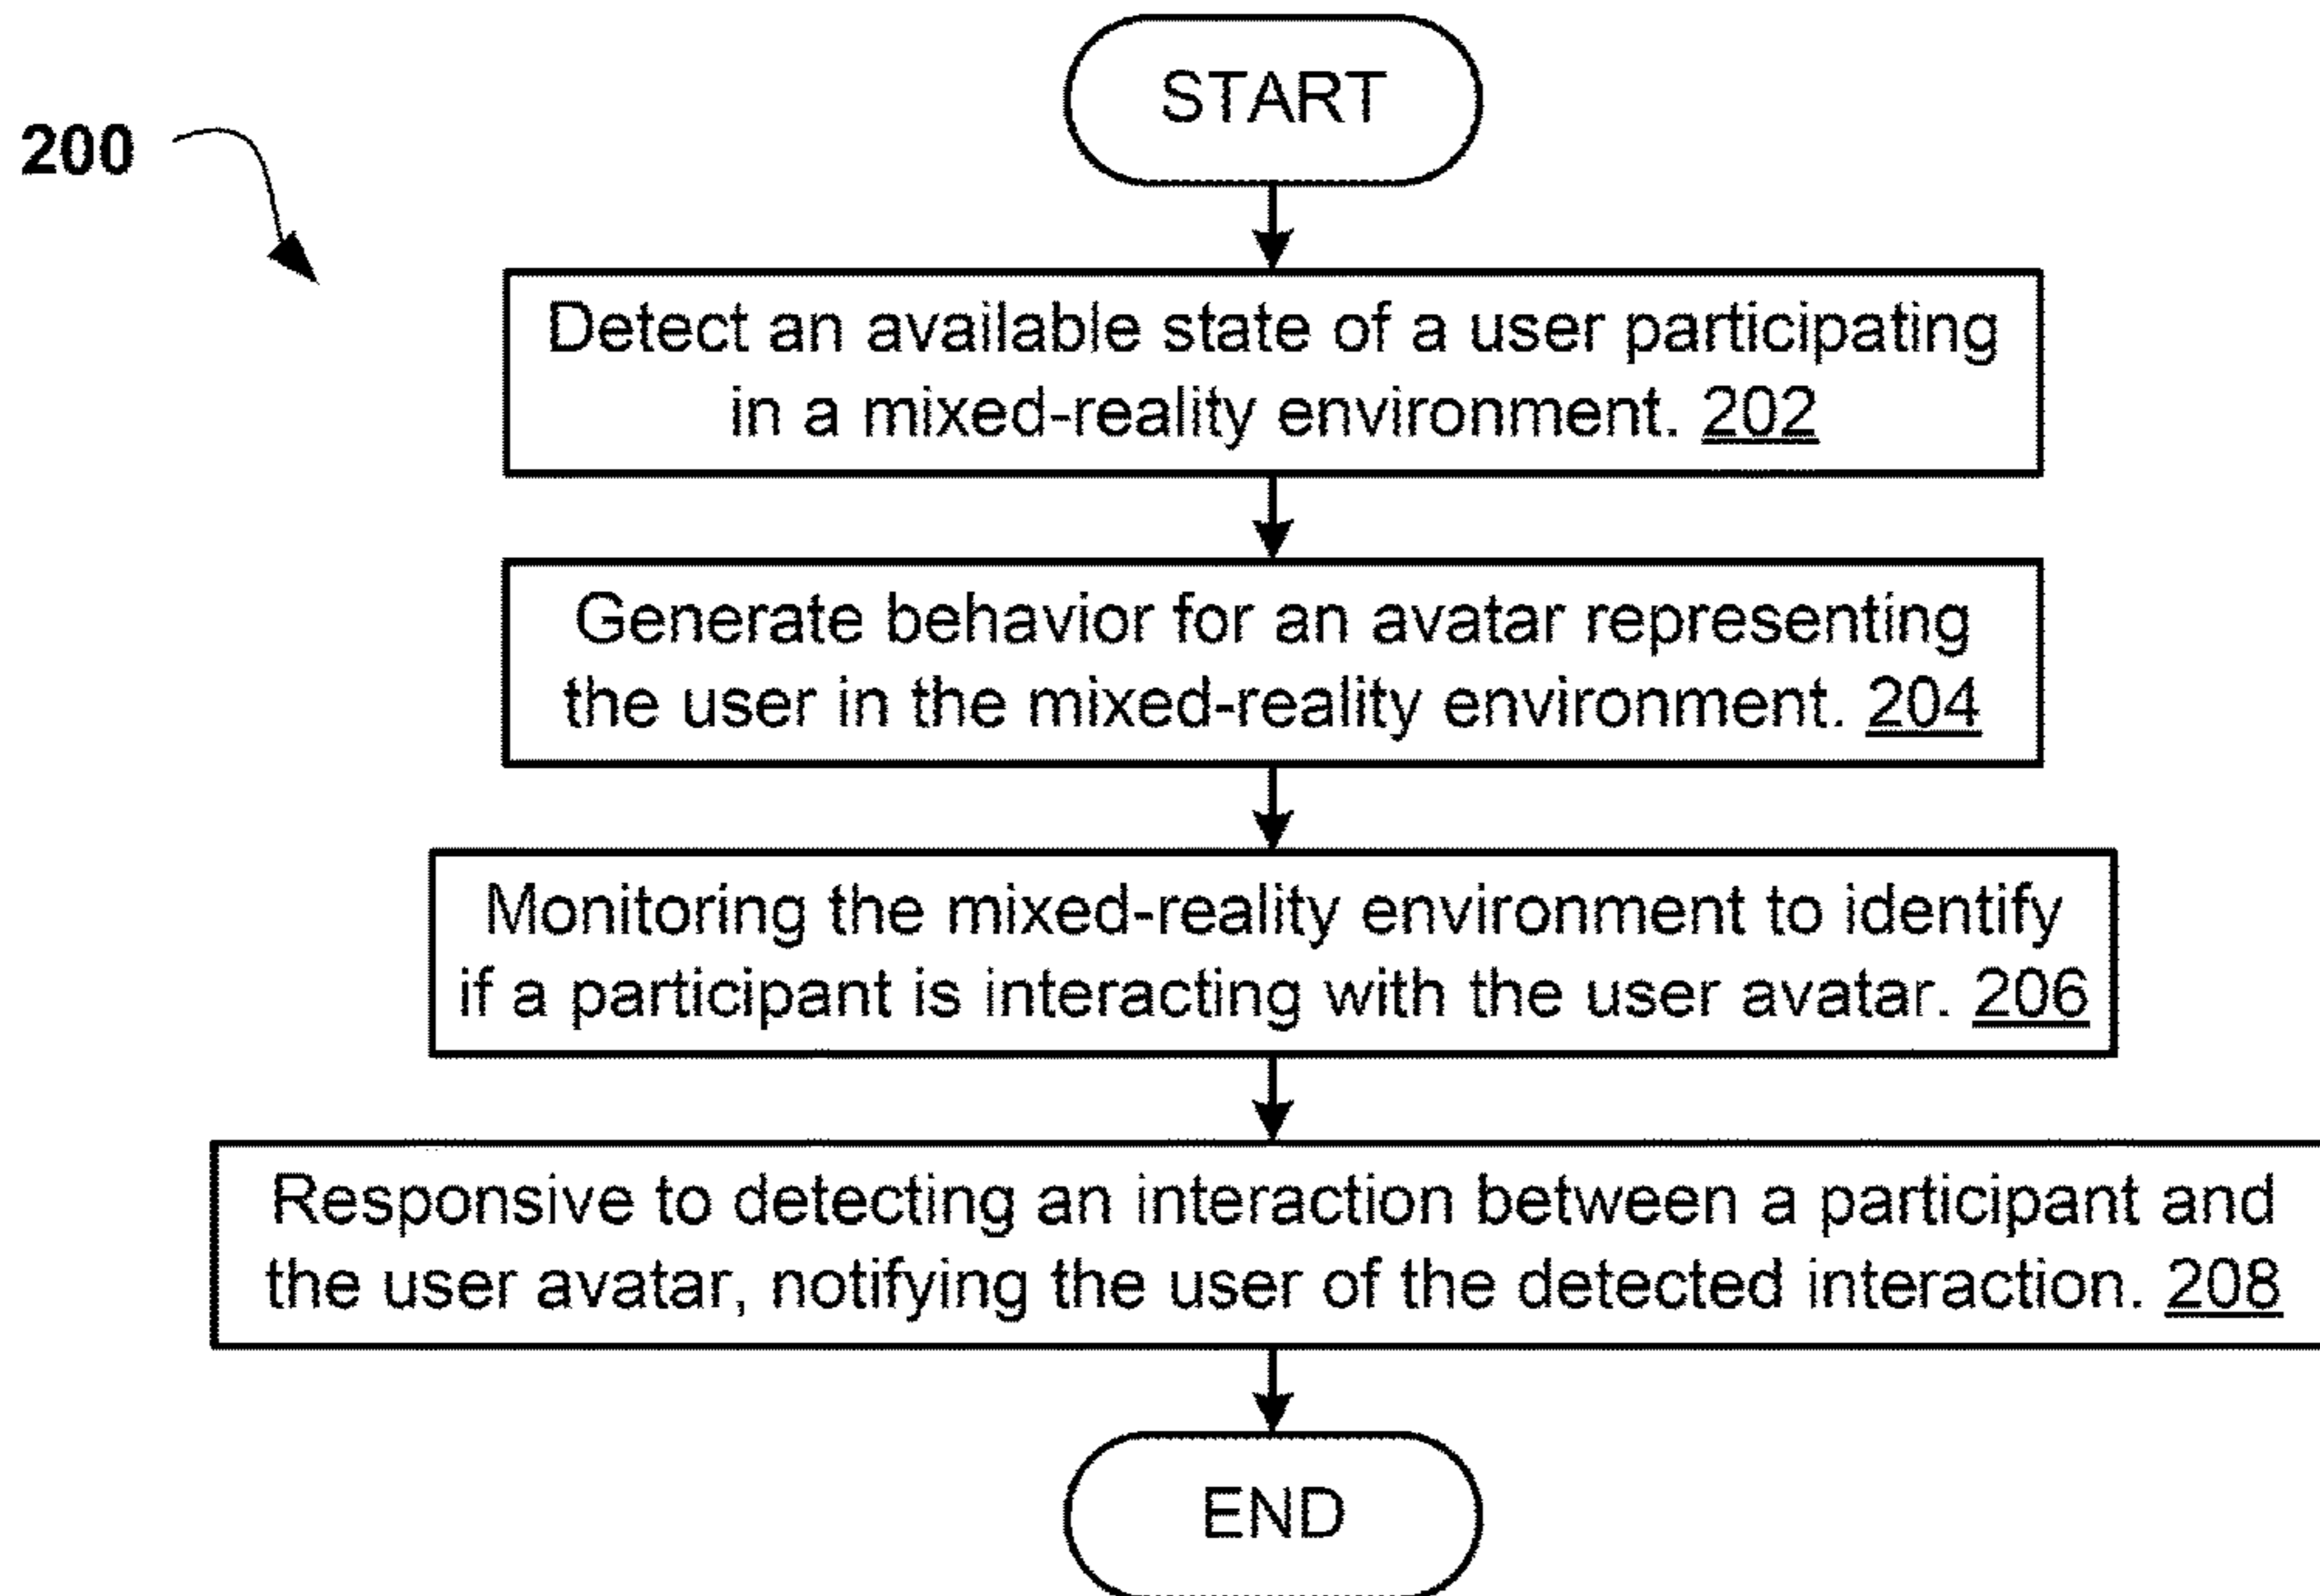 START
200
Detect an available state of a user participating
in a mixed-reality environment. 202
Generate behavior for an avatar representing
the user in the mixed-reality environment. 204
Monitoring the mixed-reality environment to identify
if a participant is interacting with the user avatar. 206
Responsive to detecting an interaction between a participant and
the user avatar, notifying the user of the detected interaction. 208
END